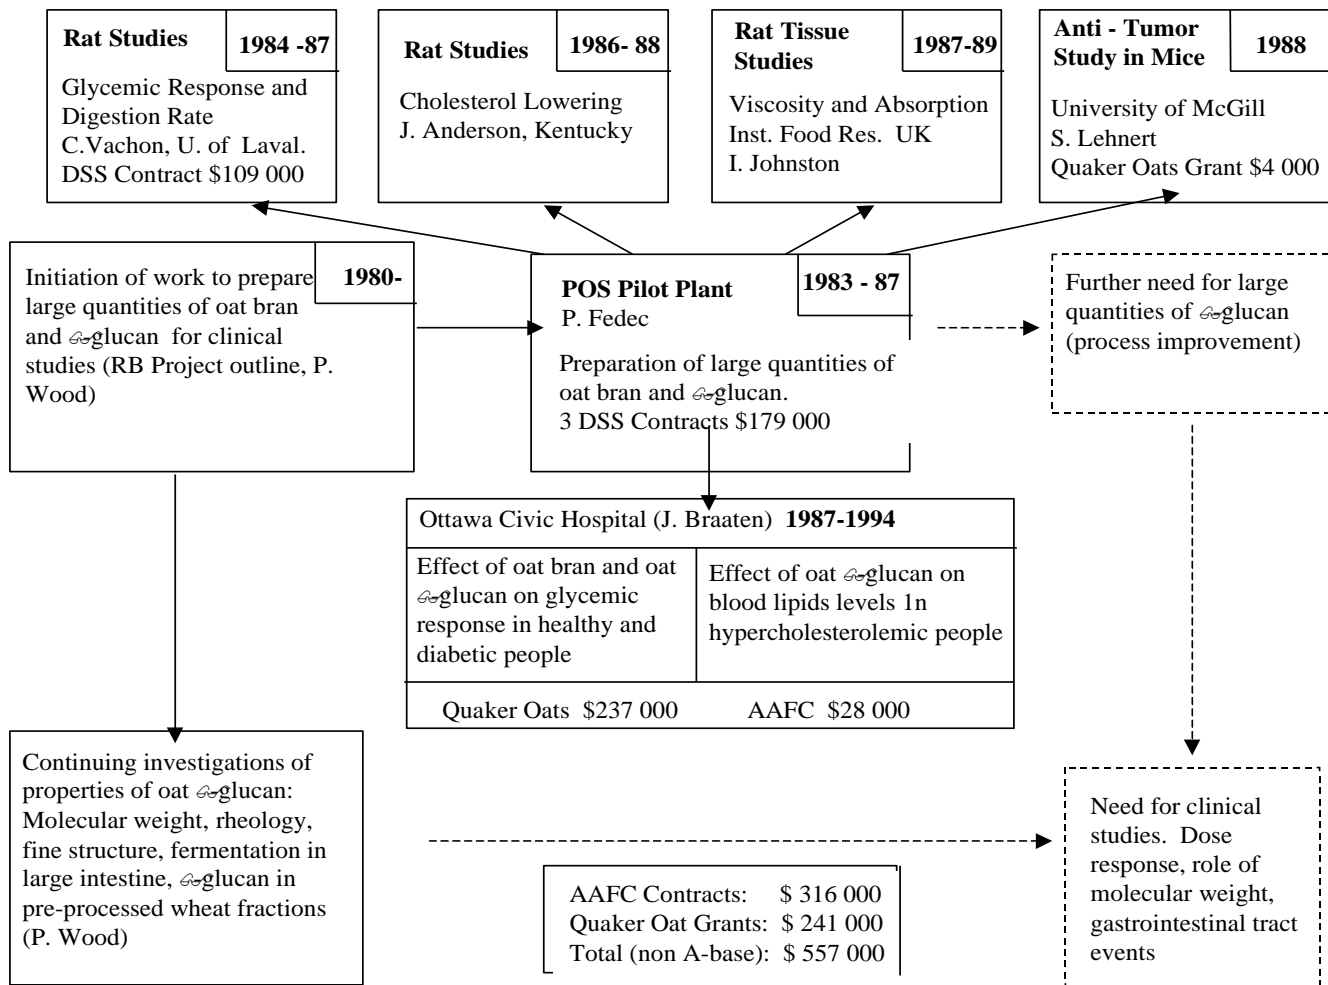 Rat Studies
1984 -87
Glycemic Response and
Digestion Rate
C.Vachon, U. of Laval.
DSS Contract $109 000
Rat Studies
1986- 88
Cholesterol Lowering
J. Anderson, Kentucky
Rat Tissue
Studies
1987-89
Viscosity and Absorption
Inst. Food Res. UK
I. Johnston
Anti - Tumor
Study in Mice
1988
University of McGill
S. Lehnert
Quaker Oats Grant $4 000
Initiation of work to prepare
1980-
large quantities of oat bran
and glucan for clinical
studies (RB Project outline, P.
Wood)
POS Pilot Plant
1983 - 87
P. Fedec
Preparation of large quantities of
oat bran and glucan.
3 DSS Contracts $179 000
Further need for large
quantities of glucan
(process improvement)
Ottawa Civic Hospital (J. Braaten) 1987-1994
Effect of oat bran and oat
glucan on glycemic
response in healthy and
diabetic people
Effect of oat glucan on
blood lipids levels 1n
hypercholesterolemic people
Quaker Oats $237 000 AAFC $28 000
Continuing investigations of
properties of oat glucan:
Molecular weight, rheology,
fine structure, fermentation in
large intestine, glucan in
pre-processed wheat fractions
(P. Wood)
AAFC Contracts: $ 316 000
Quaker Oat Grants: $ 241 000
Total (non A-base): $ 557 000
Need for clinical
studies. Dose
response, role of
molecular weight,
gastrointestinal tract
events